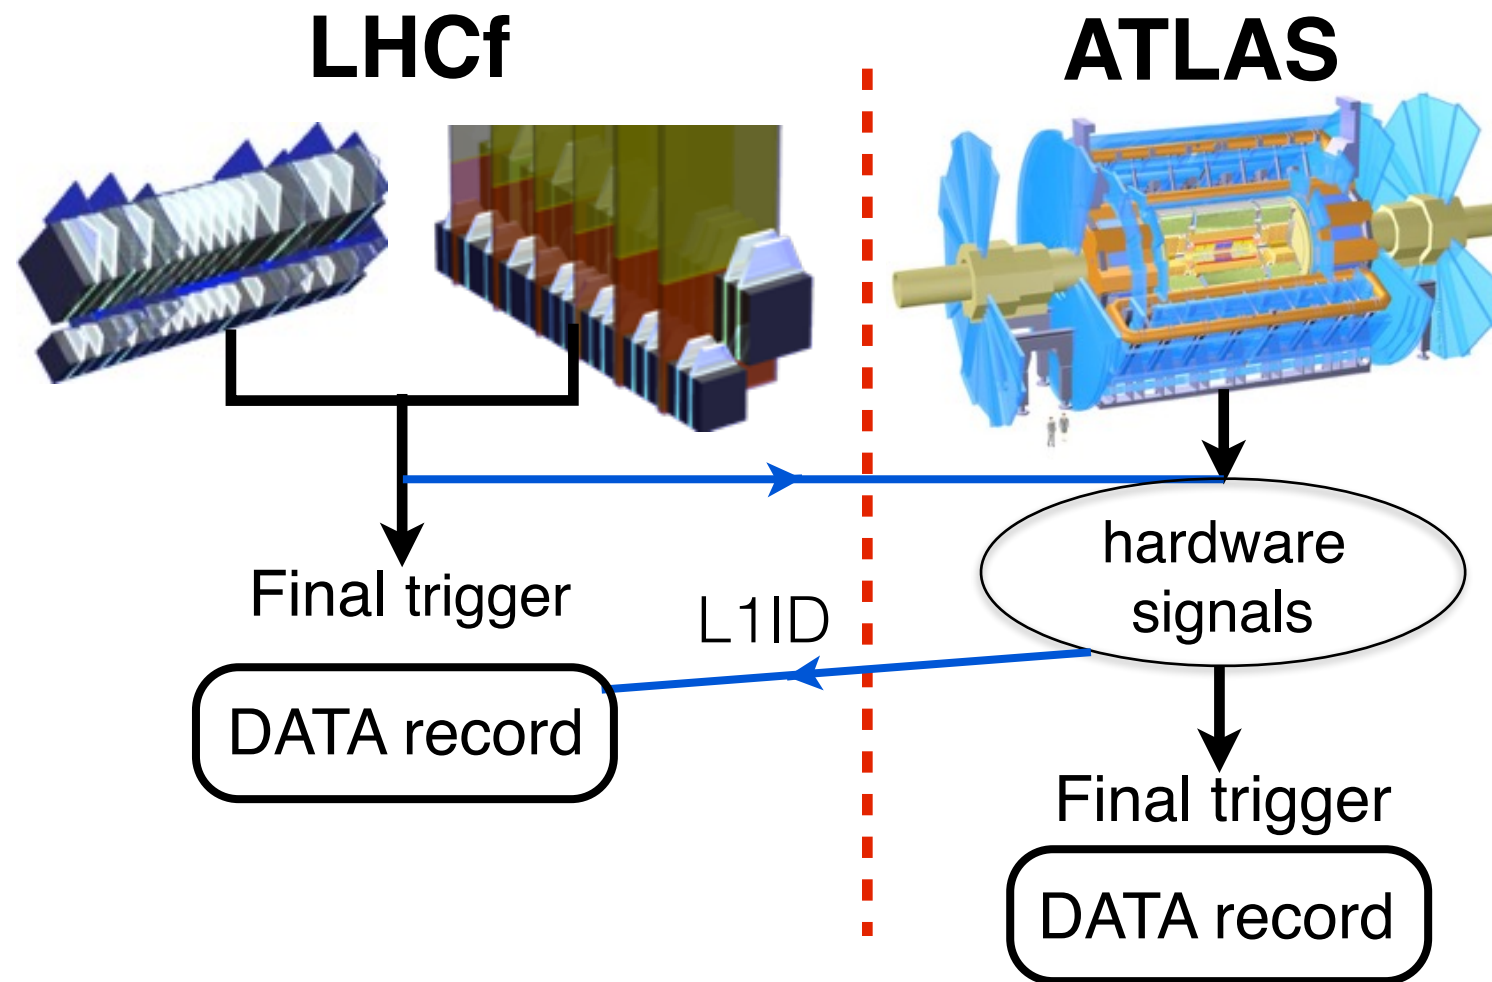 LHCf
ATLAS
hardware
signals
Final trigger
L1ID
DATA record
Final trigger
DATA record